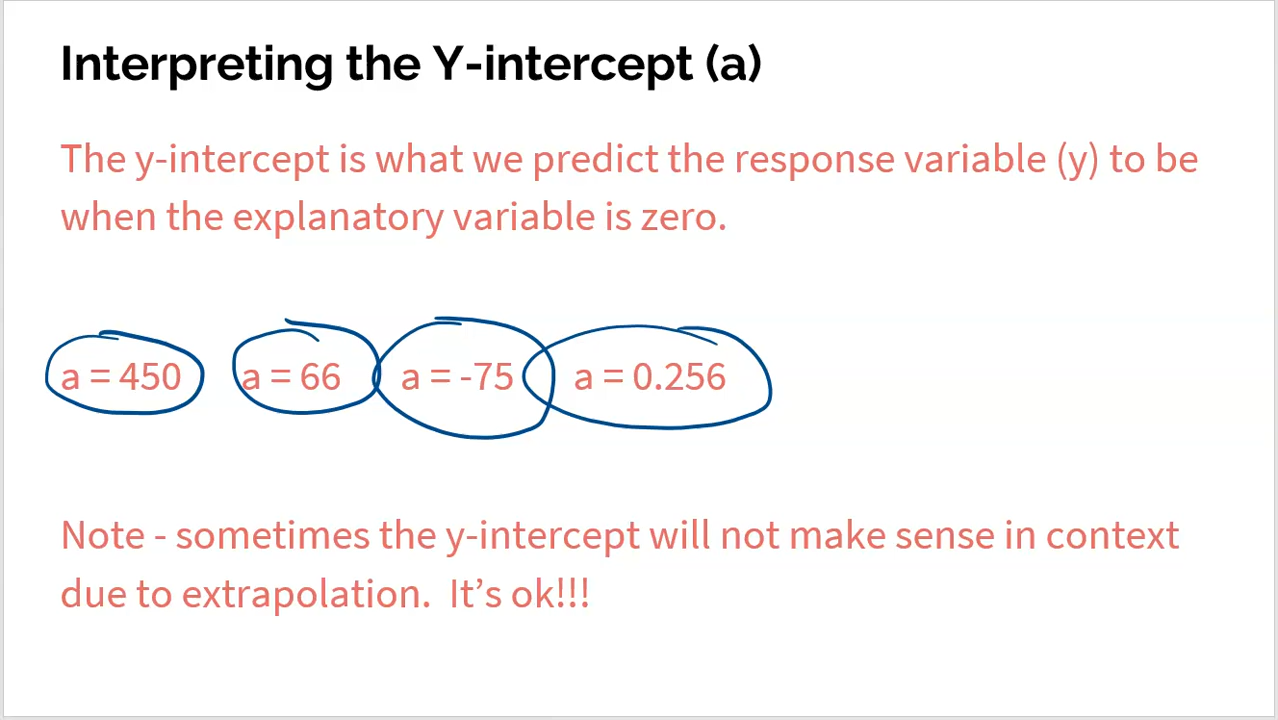 Interpreting the Y-intercept (a)
The y-intercept is what we predict the response variable (y) to be
when the explanatory variable is zero.
a = 450 a = 66 a = -75 a = 0.256
Note - sometimes the y-intercept will not make sense in context
due to extrapolation.  It’s ok!!!